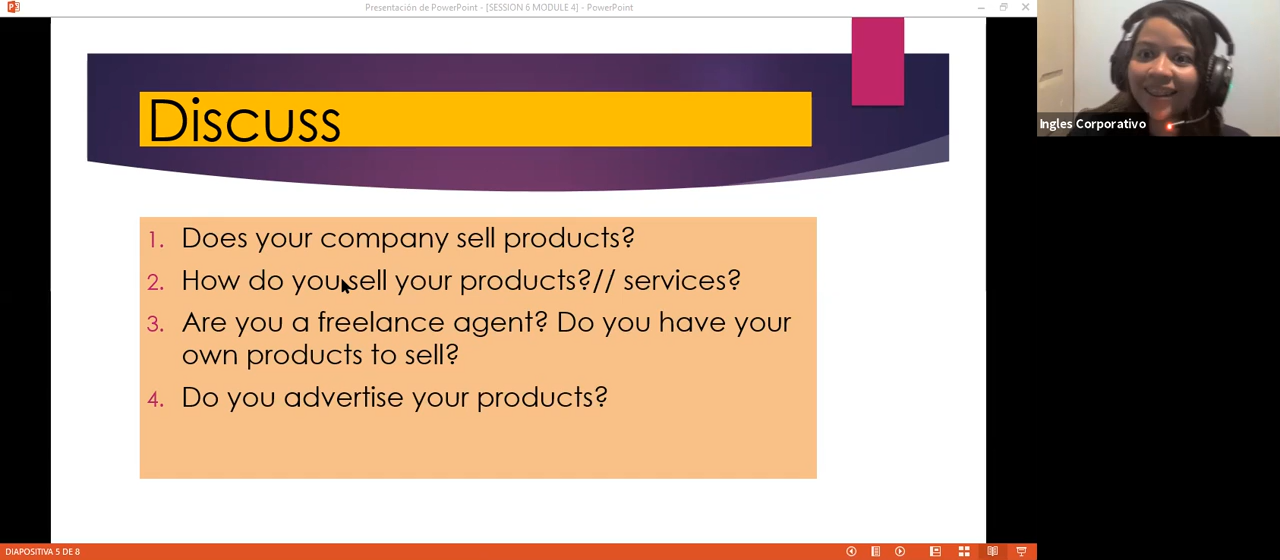 Presentación de PowerPoint - [SESSION 6 MODULE 4] - PowerPoint
Ingles Corporativo
Discuss
1. Does your company sell products?
2. How do you sell your products?// services?
3. Are you a freelance agent? Do you have your
own products to sell?
4. Do you advertise your products?
DIAPOSITIVA 5 DE 8